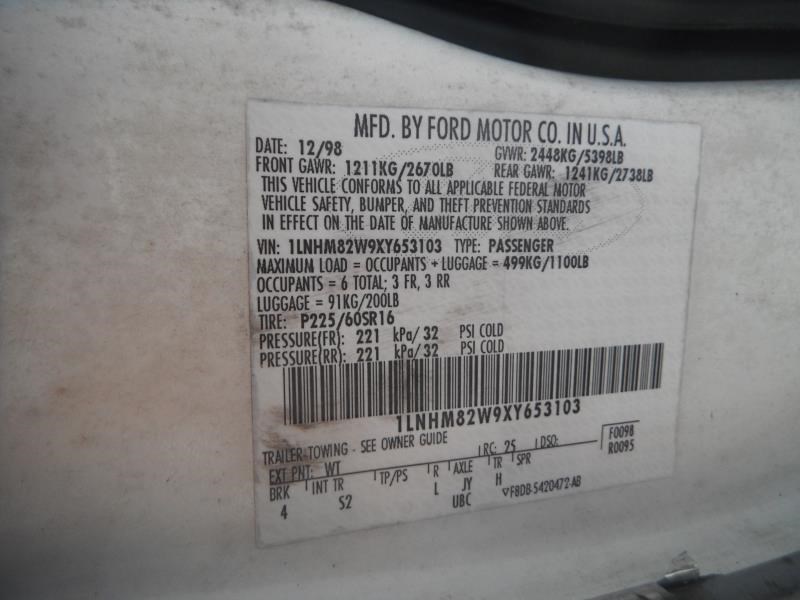 MFD. BY FORD MOTOR CO. IN U.S.A.
DATE: 12/98 GVWR: 2448KG/5398LB
FRONT GAWR: 1211KG/2670LB REAR GAWR: 1241KG/2738LB
THIS VEHICLE CONFORMS TO ALL APPLICABLE FEDERAL MOTOR
VEHICLE SAFETY, BUMPER, AND THEFT PREVENTION STANDARDS
IN EFFECT ON THE DATE OF MANUFACTURE SHOWN ABOVE.
VIN: 1LNHM82W9XY653103 TYPE: PASSENGER
MAXIMUM LOAD = OCCUPANTS + LUGGAGE = 499KG/1100LB
OCCUPANTS = 6 TOTAL; 3 FR, 3 RR
LUGGAGE = 91KG/200LB
TIRE: P225/60SR16
PRESSURE(FR): 221 kPa/32 PSI COLD
PRESSURE(RR): 221 kPa/32 PSI COLD
1LNHM82W9XY653103
TRAILER-TOWING - SEE OWNER GUIDE
EXT PNT: WT RC: 25 DSO: F0098
R0095
BRK INT TR TP/PS R AXLE TR SPR
4 S2 L JY H
UBC ▽F8DB-5420472-AB